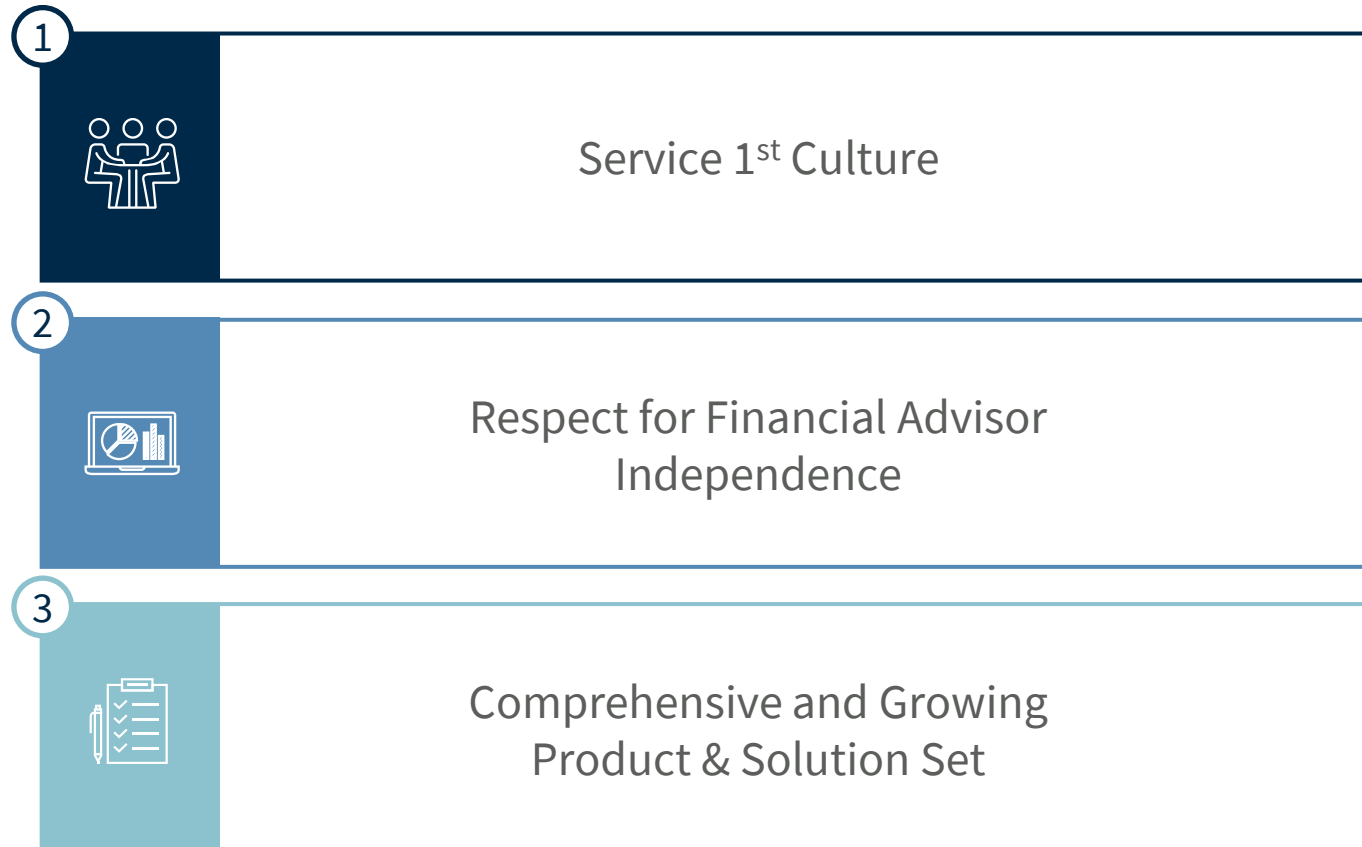 1
Service 1st Culture
2
Respect for Financial Advisor
Independence
3
Comprehensive and Growing
Product & Solution Set